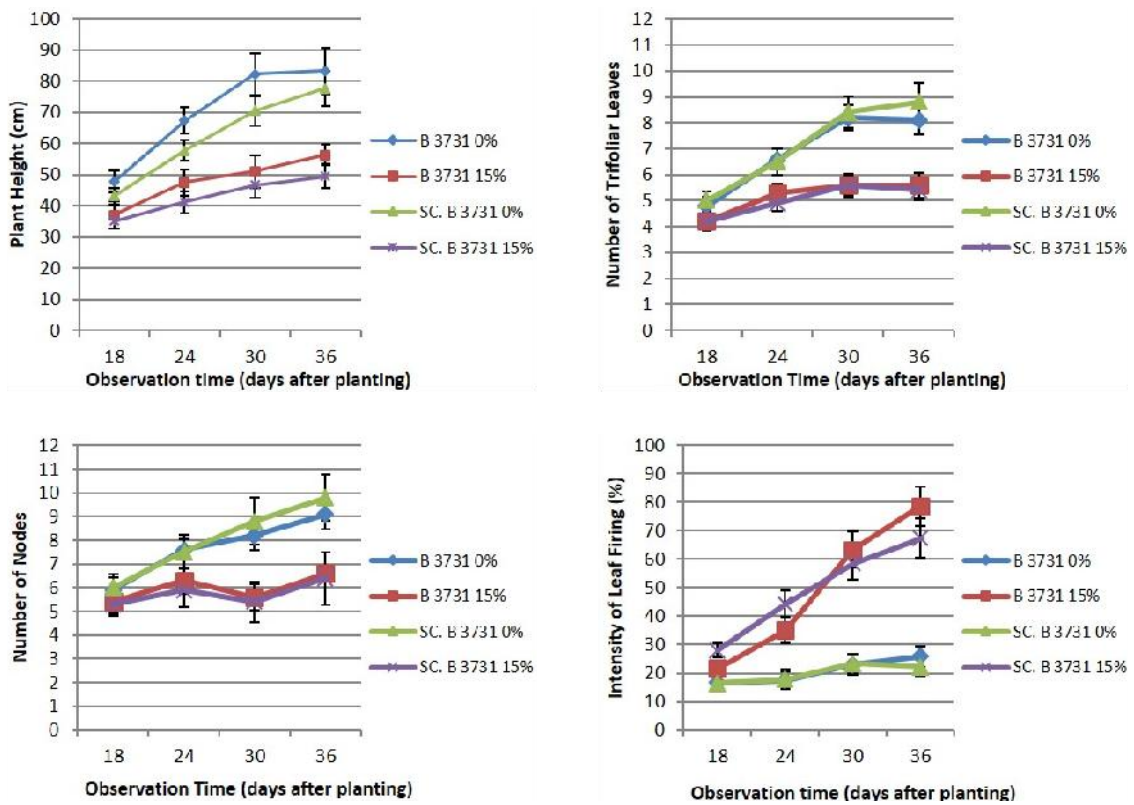 100
90
80
70
60
50
40
30
20
10
0
Plant Height (cm)
18 24 30 36
Observation time (days after planting)
B 3731 0%
B 3731 15%
SC. B 3731 0%
SC. B 3731 15%
12
11
10
9
8
7
6
5
4
3
2
1
0
Number of Trifoliar Leaves
18 24 30 36
Observation Time (days after planting)
B 3731 0%
B 3731 15%
SC. B 3731 0%
SC. B 3731 15%
12
11
10
9
8
7
6
5
4
3
2
1
0
Number of Nodes
18 24 30 36
Observation Time (days after planting)
B 3731 0%
B 3731 15%
SC. B 3731 0%
SC. B 3731 15%
100
90
80
70
60
50
40
30
20
10
0
Intensity of Leaf Firing (%)
18 24 30 36
Observation time (days after planting)
B 3731 0%
B 3731 15%
SC. B 3731 0%
SC. B 3731 15%